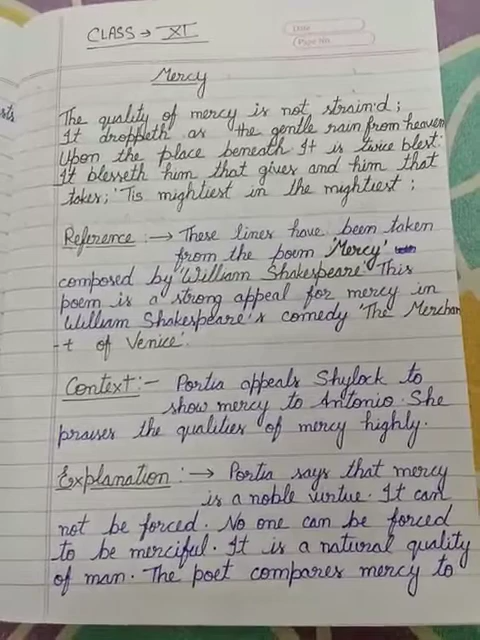 CLASS → XI
Date
Page No.
sts
Mercy
The quality of mercy is not strain'd;
It droppeth as the gentle rain from heaven
Upon the place beneath. It is twice blest:
It blesseth him that gives and him that
takes; 'Tis mightiest in the mightiest;
Reference :→ These lines have been taken
from the poem 'Mercy'
composed by 'William Shakespeare'. This
poem is a strong appeal for mercy in
William Shakespeare's comedy 'The Merchan
-t of Venice'.
Context:- Portia appeals Shylock to
show mercy to Antonio. She
praises the qualities of mercy highly.
Explanation :→ Portia says that mercy
is a noble virtue. It can
not be forced. No one can be forced
to be merciful. It is a natural quality
of man. The poet compares mercy to